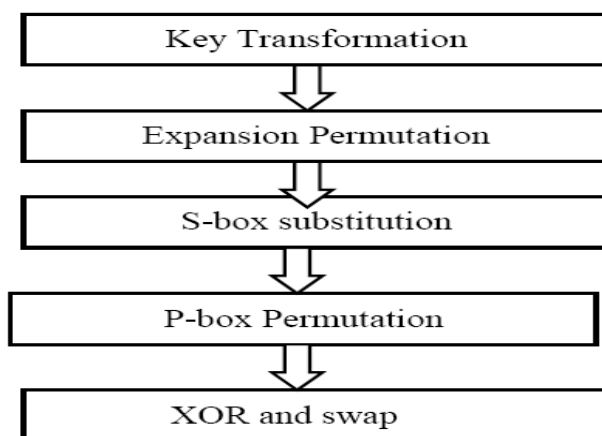 Key Transformation
Expansion Permutation
S-box substitution
P-box Permutation
XOR and swap